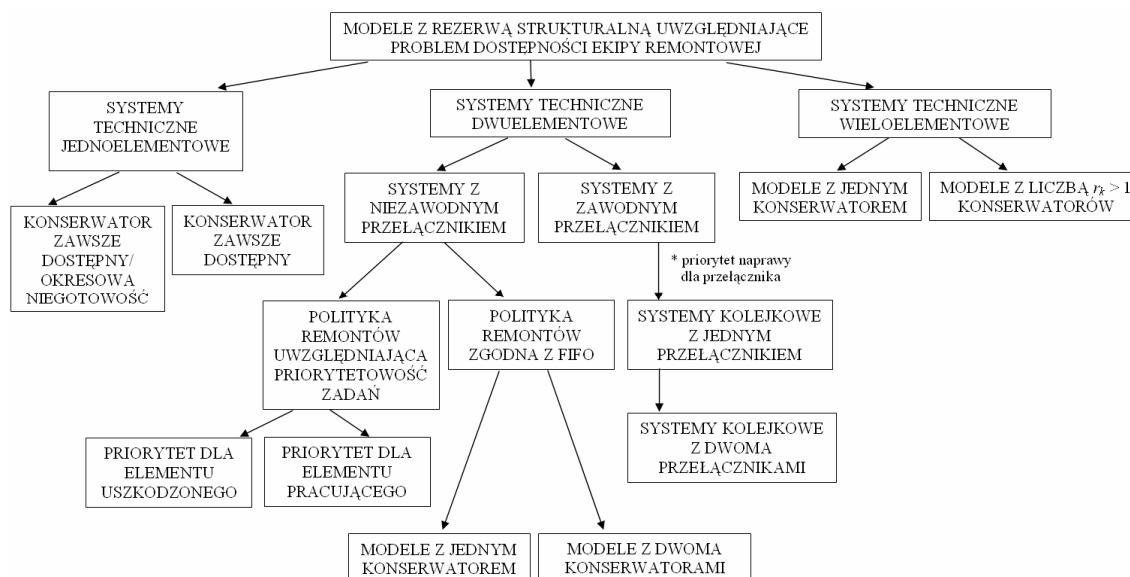 MODELE Z REZERWĄ STRUKTURALNĄ UWZGLĘDNIAJĄCE
PROBLEM DOSTĘPNOŚCI EKIPY REMONTOWEJ
SYSTEMY
TECHNICZNE
JEDNOELEMENTOWE
SYSTEMY TECHNICZNE
DWUELEMENTOWE
SYSTEMY TECHNICZNE
WIELOELEMENTOWE
KONSERWATOR
ZAWSZE
DOSTĘPNY/
OKRESOWA
NIEGOTOWOŚĆ
KONSERWATOR
ZAWSZE
DOSTĘPNY
SYSTEMY Z
NIEZAWODNYM
PRZEŁĄCZNIKIEM
SYSTEMY Z
ZAWODNYM
PRZEŁĄCZNIKIEM
MODELE Z JEDNYM
KONSERWATOREM
MODELE Z LICZBĄ rk > 1
KONSERWATORÓW
* priorytet naprawy
dla przełącznika
POLITYKA
REMONTÓW
UWZGLĘDNIAJĄCA
PRIORYTETOWOŚĆ
ZADAŃ
POLITYKA
REMONTÓW
ZGODNA Z FIFO
SYSTEMY KOLEJKOWE
Z JEDNYM
PRZEŁĄCZNIKIEM
PRIORYTET DLA
ELEMENTU
USZKODZONEGO
PRIORYTET DLA
ELEMENTU
PRACUJĄCEGO
SYSTEMY KOLEJKOWE
Z DWOMA
PRZEŁĄCZNIKAMI
MODELE Z JEDNYM
KONSERWATOREM
MODELE Z DWOMA
KONSERWATORAMI